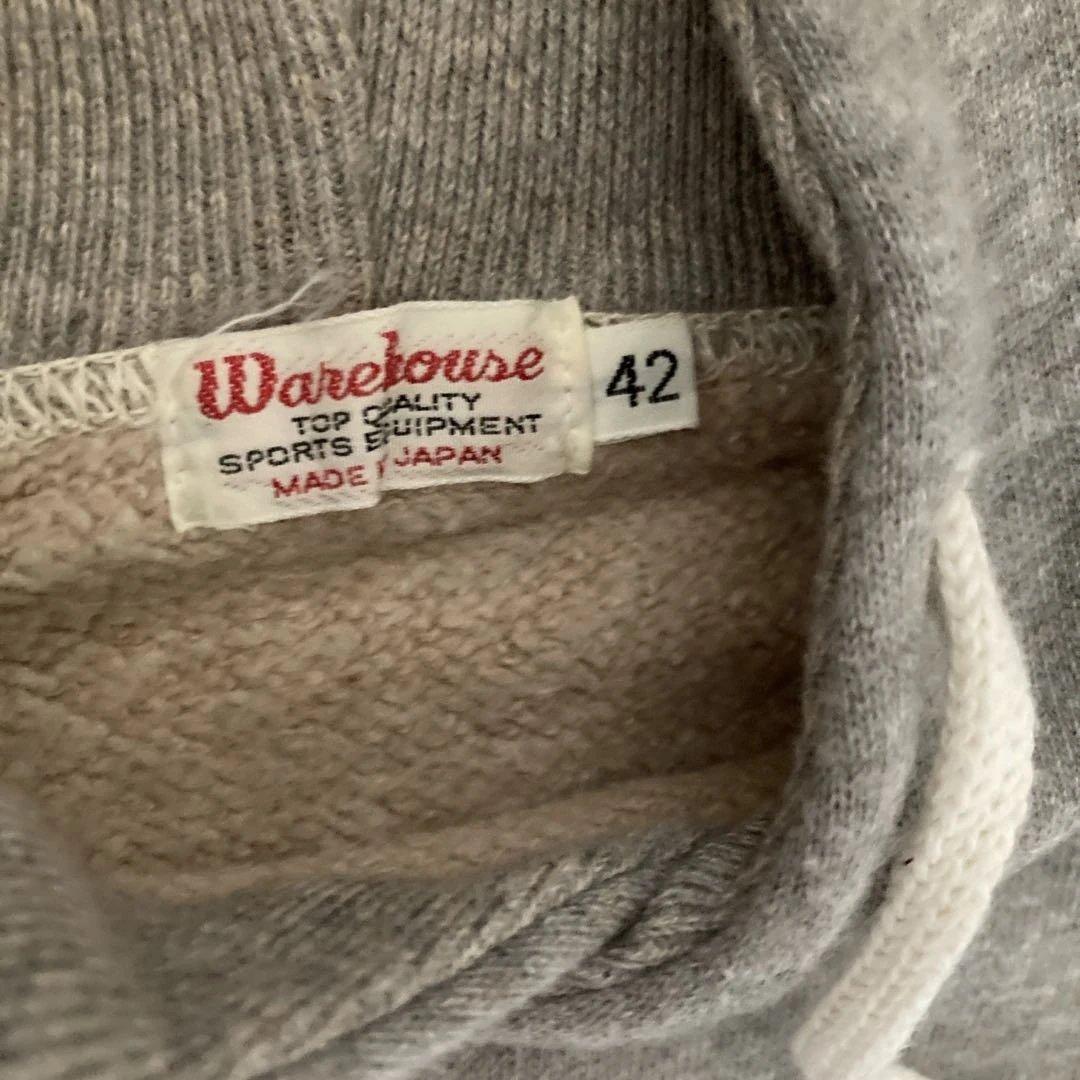 Warehouse
TOP QUALITY
SPORTS EQUIPMENT
MADE JAPAN
42